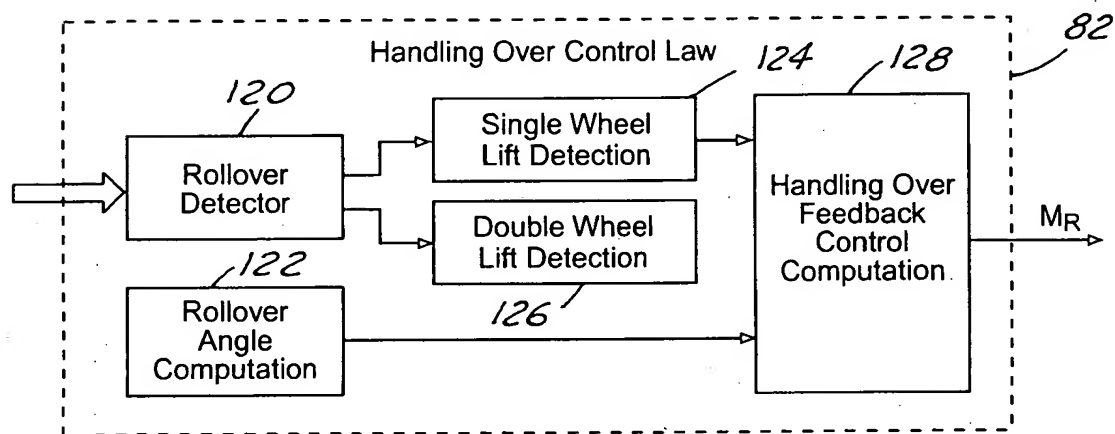 82
Handling Over Control Law
124
128
120
Single Wheel
Lift Detection
Rollover
Detector
Handling Over
Feedback
Control
Computation
Double Wheel
Lift Detection
MR
122
126
Rollover
Angle
Computation